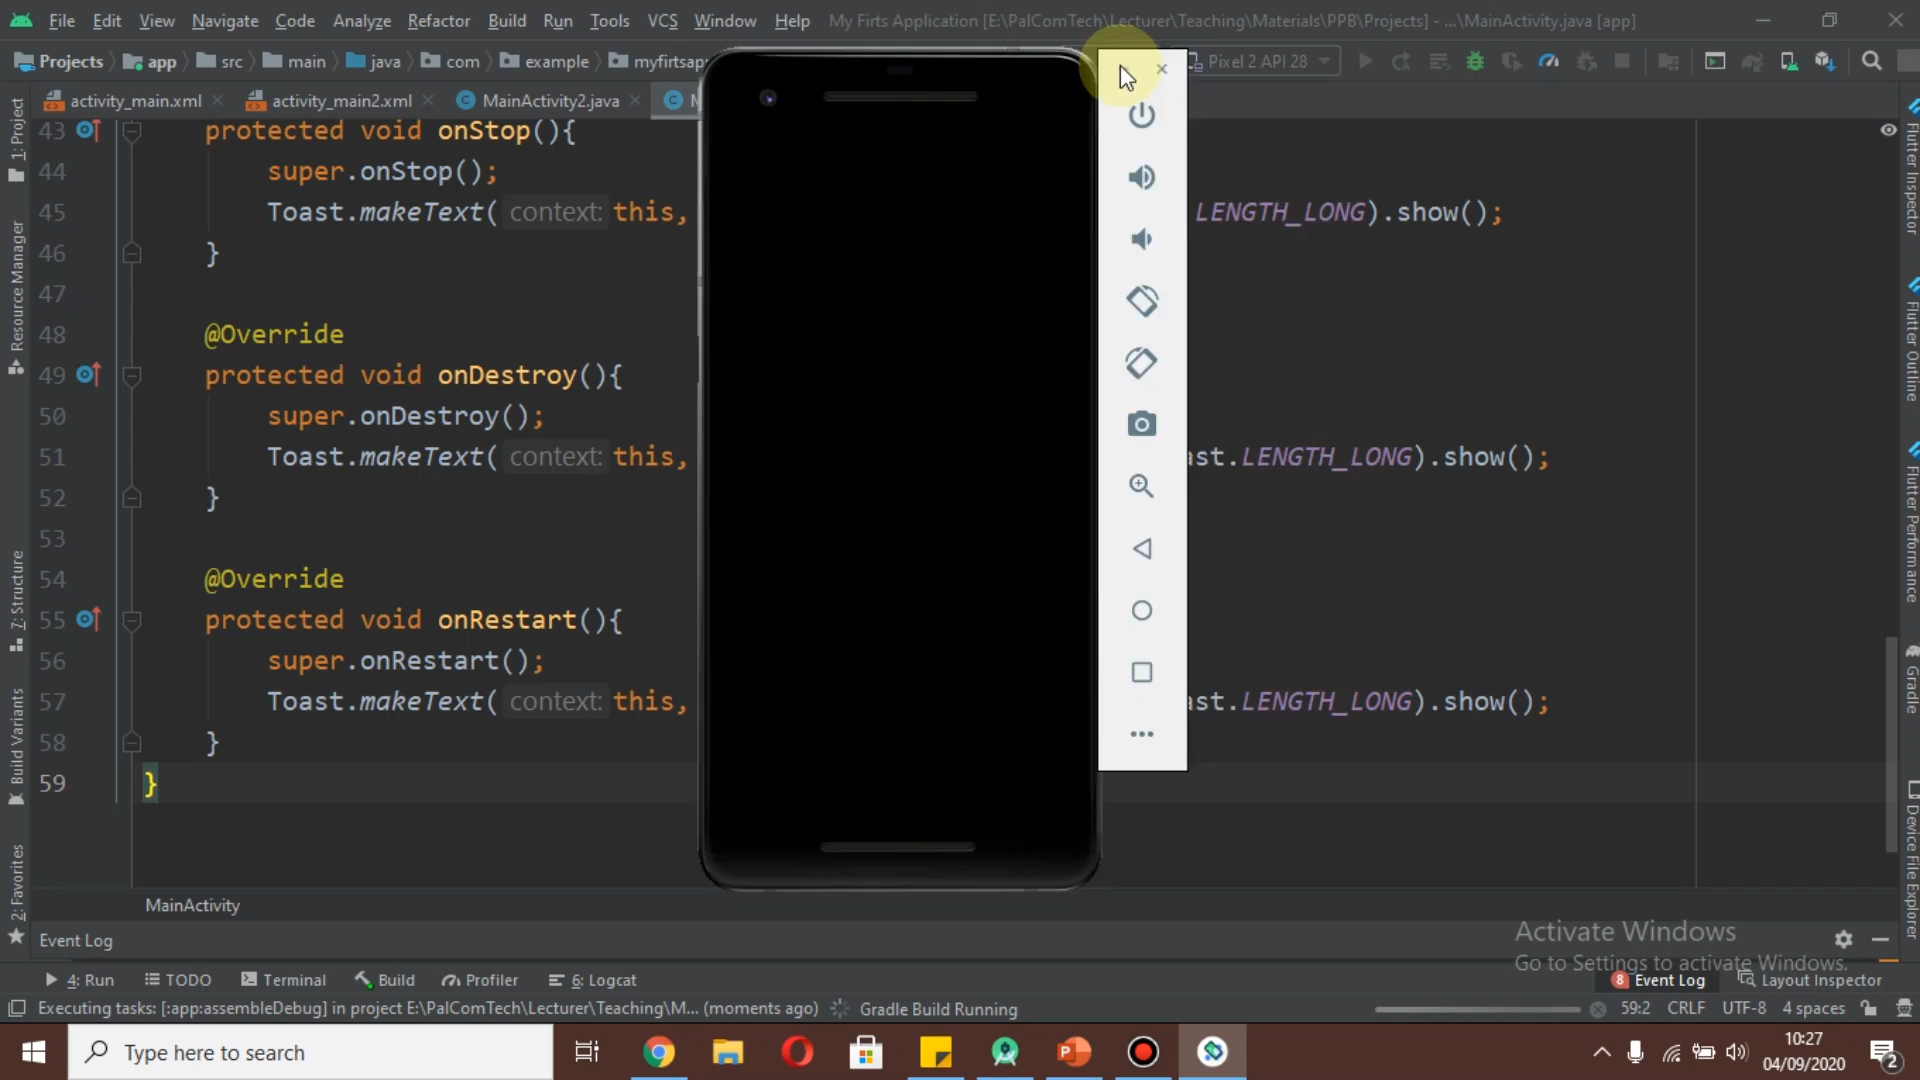 File Edit View Navigate Code Analyze Refactor Build Run Tools VCS Window Help My Firts Application [E:\PalComTech\Lecturer\Teaching\Materials\PPB\Projects] - ...\MainActivity.java [app]
Projects app src main java com example myfirtsap Pixel 2 API 28
activity_main.xml activity_main2.xml MainActivity2.java
43 protected void onStop(){
44 super.onStop();
45 Toast.makeText( context: this, LENGTH_LONG).show();
46 }
47
48 @Override
49 protected void onDestroy(){
50 super.onDestroy();
51 Toast.makeText( context: this, ast.LENGTH_LONG).show();
52 }
53
54 @Override
55 protected void onRestart(){
56 super.onRestart();
57 Toast.makeText( context: this, ast.LENGTH_LONG).show();
58 }
59 }
1: Project
Resource Manager
7: Structure
Build Variants
2: Favorites
Flutter Inspector
Flutter Outline
Flutter Performance
Gradle
Device File Explorer
MainActivity
Event Log
Activate Windows
Go to Settings to activate Windows.
4: Run TODO Terminal Build Profiler 6: Logcat 8 Event Log Layout Inspector
Executing tasks: [:app:assembleDebug] in project E:\PalComTech\Lecturer\Teaching\M... (moments ago) Gradle Build Running 59:2 CRLF UTF-8 4 spaces
Type here to search
10:27
04/09/2020
2